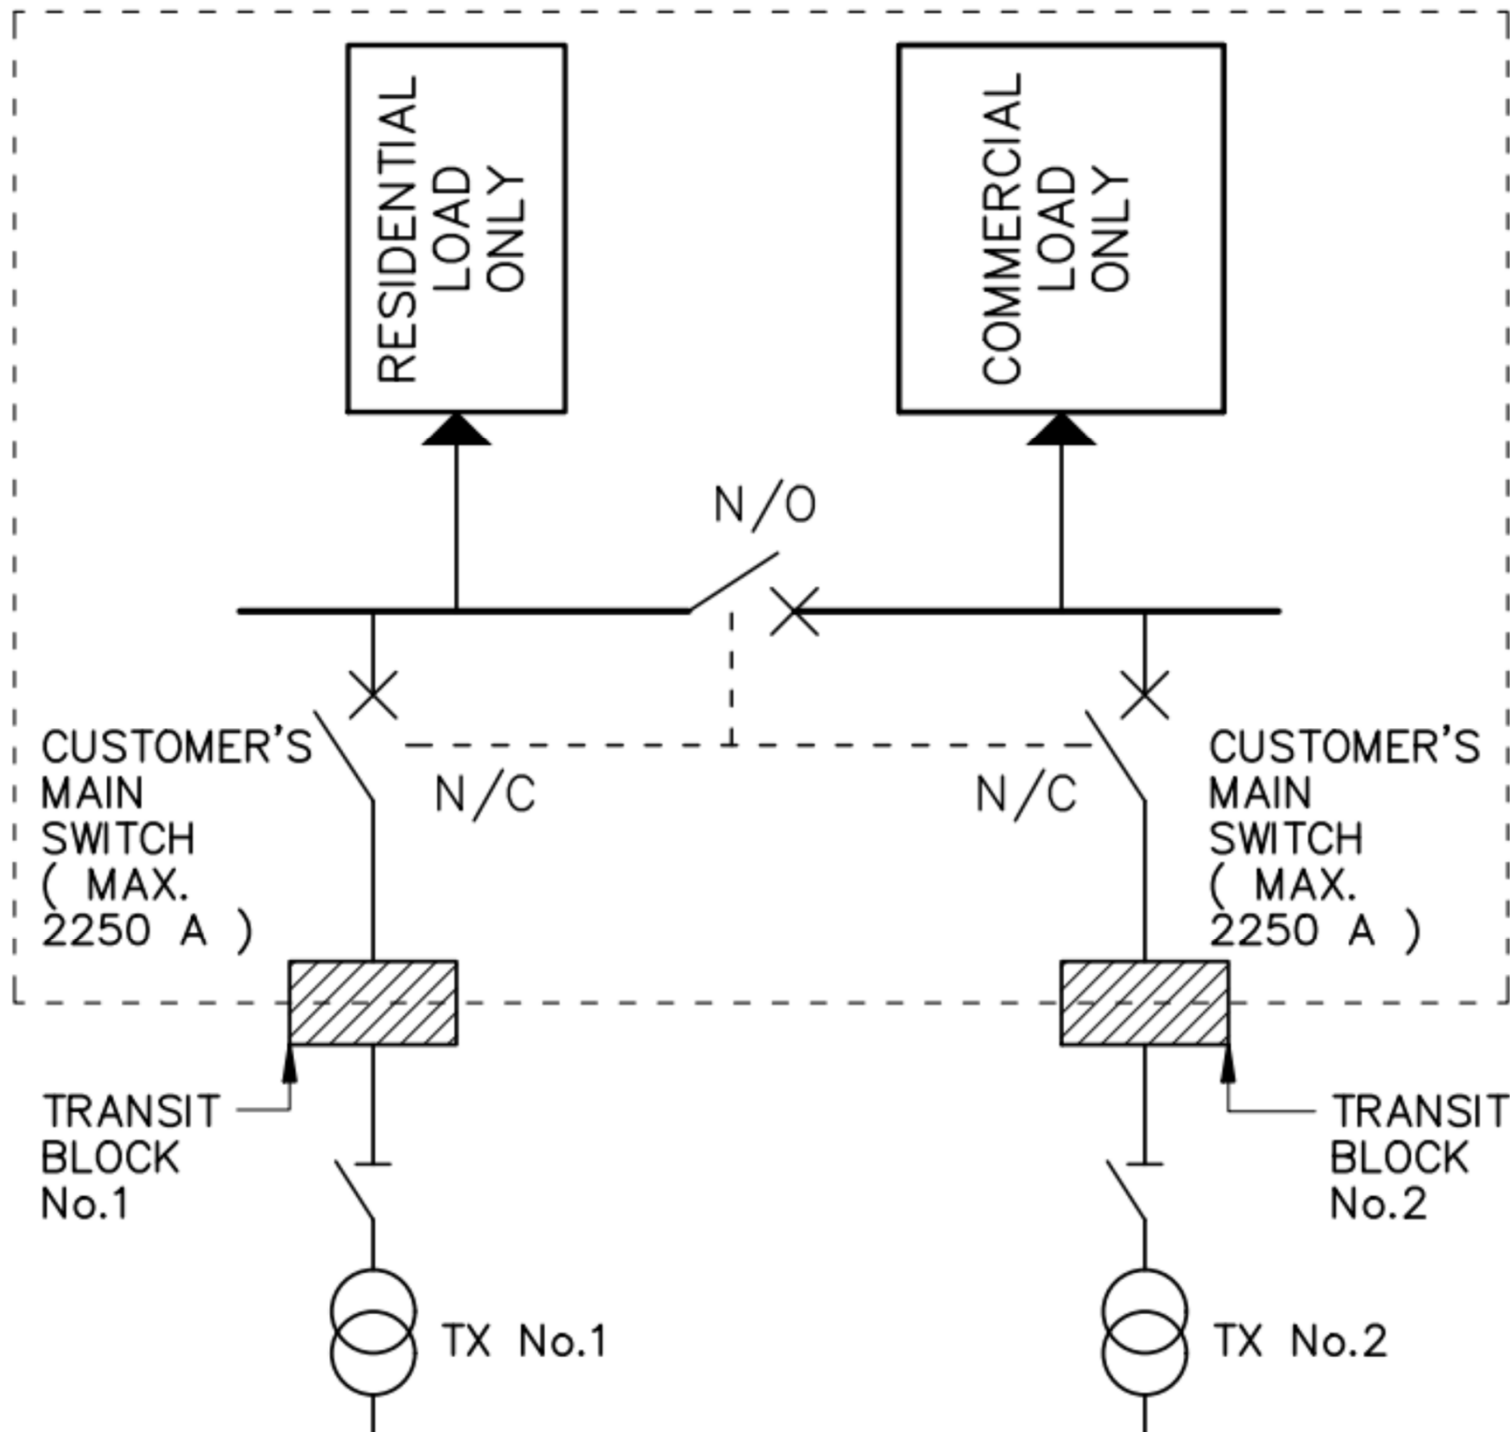 RESIDENTIAL
LOAD
ONLY
COMMERCIAL
LOAD
ONLY
N/O
CUSTOMER'S
MAIN
SWITCH
( MAX.
2250 A )
N/C
N/C
CUSTOMER'S
MAIN
SWITCH
( MAX.
2250 A )
TRANSIT
BLOCK
No.1
TRANSIT
BLOCK
No.2
TX No.1
TX No.2